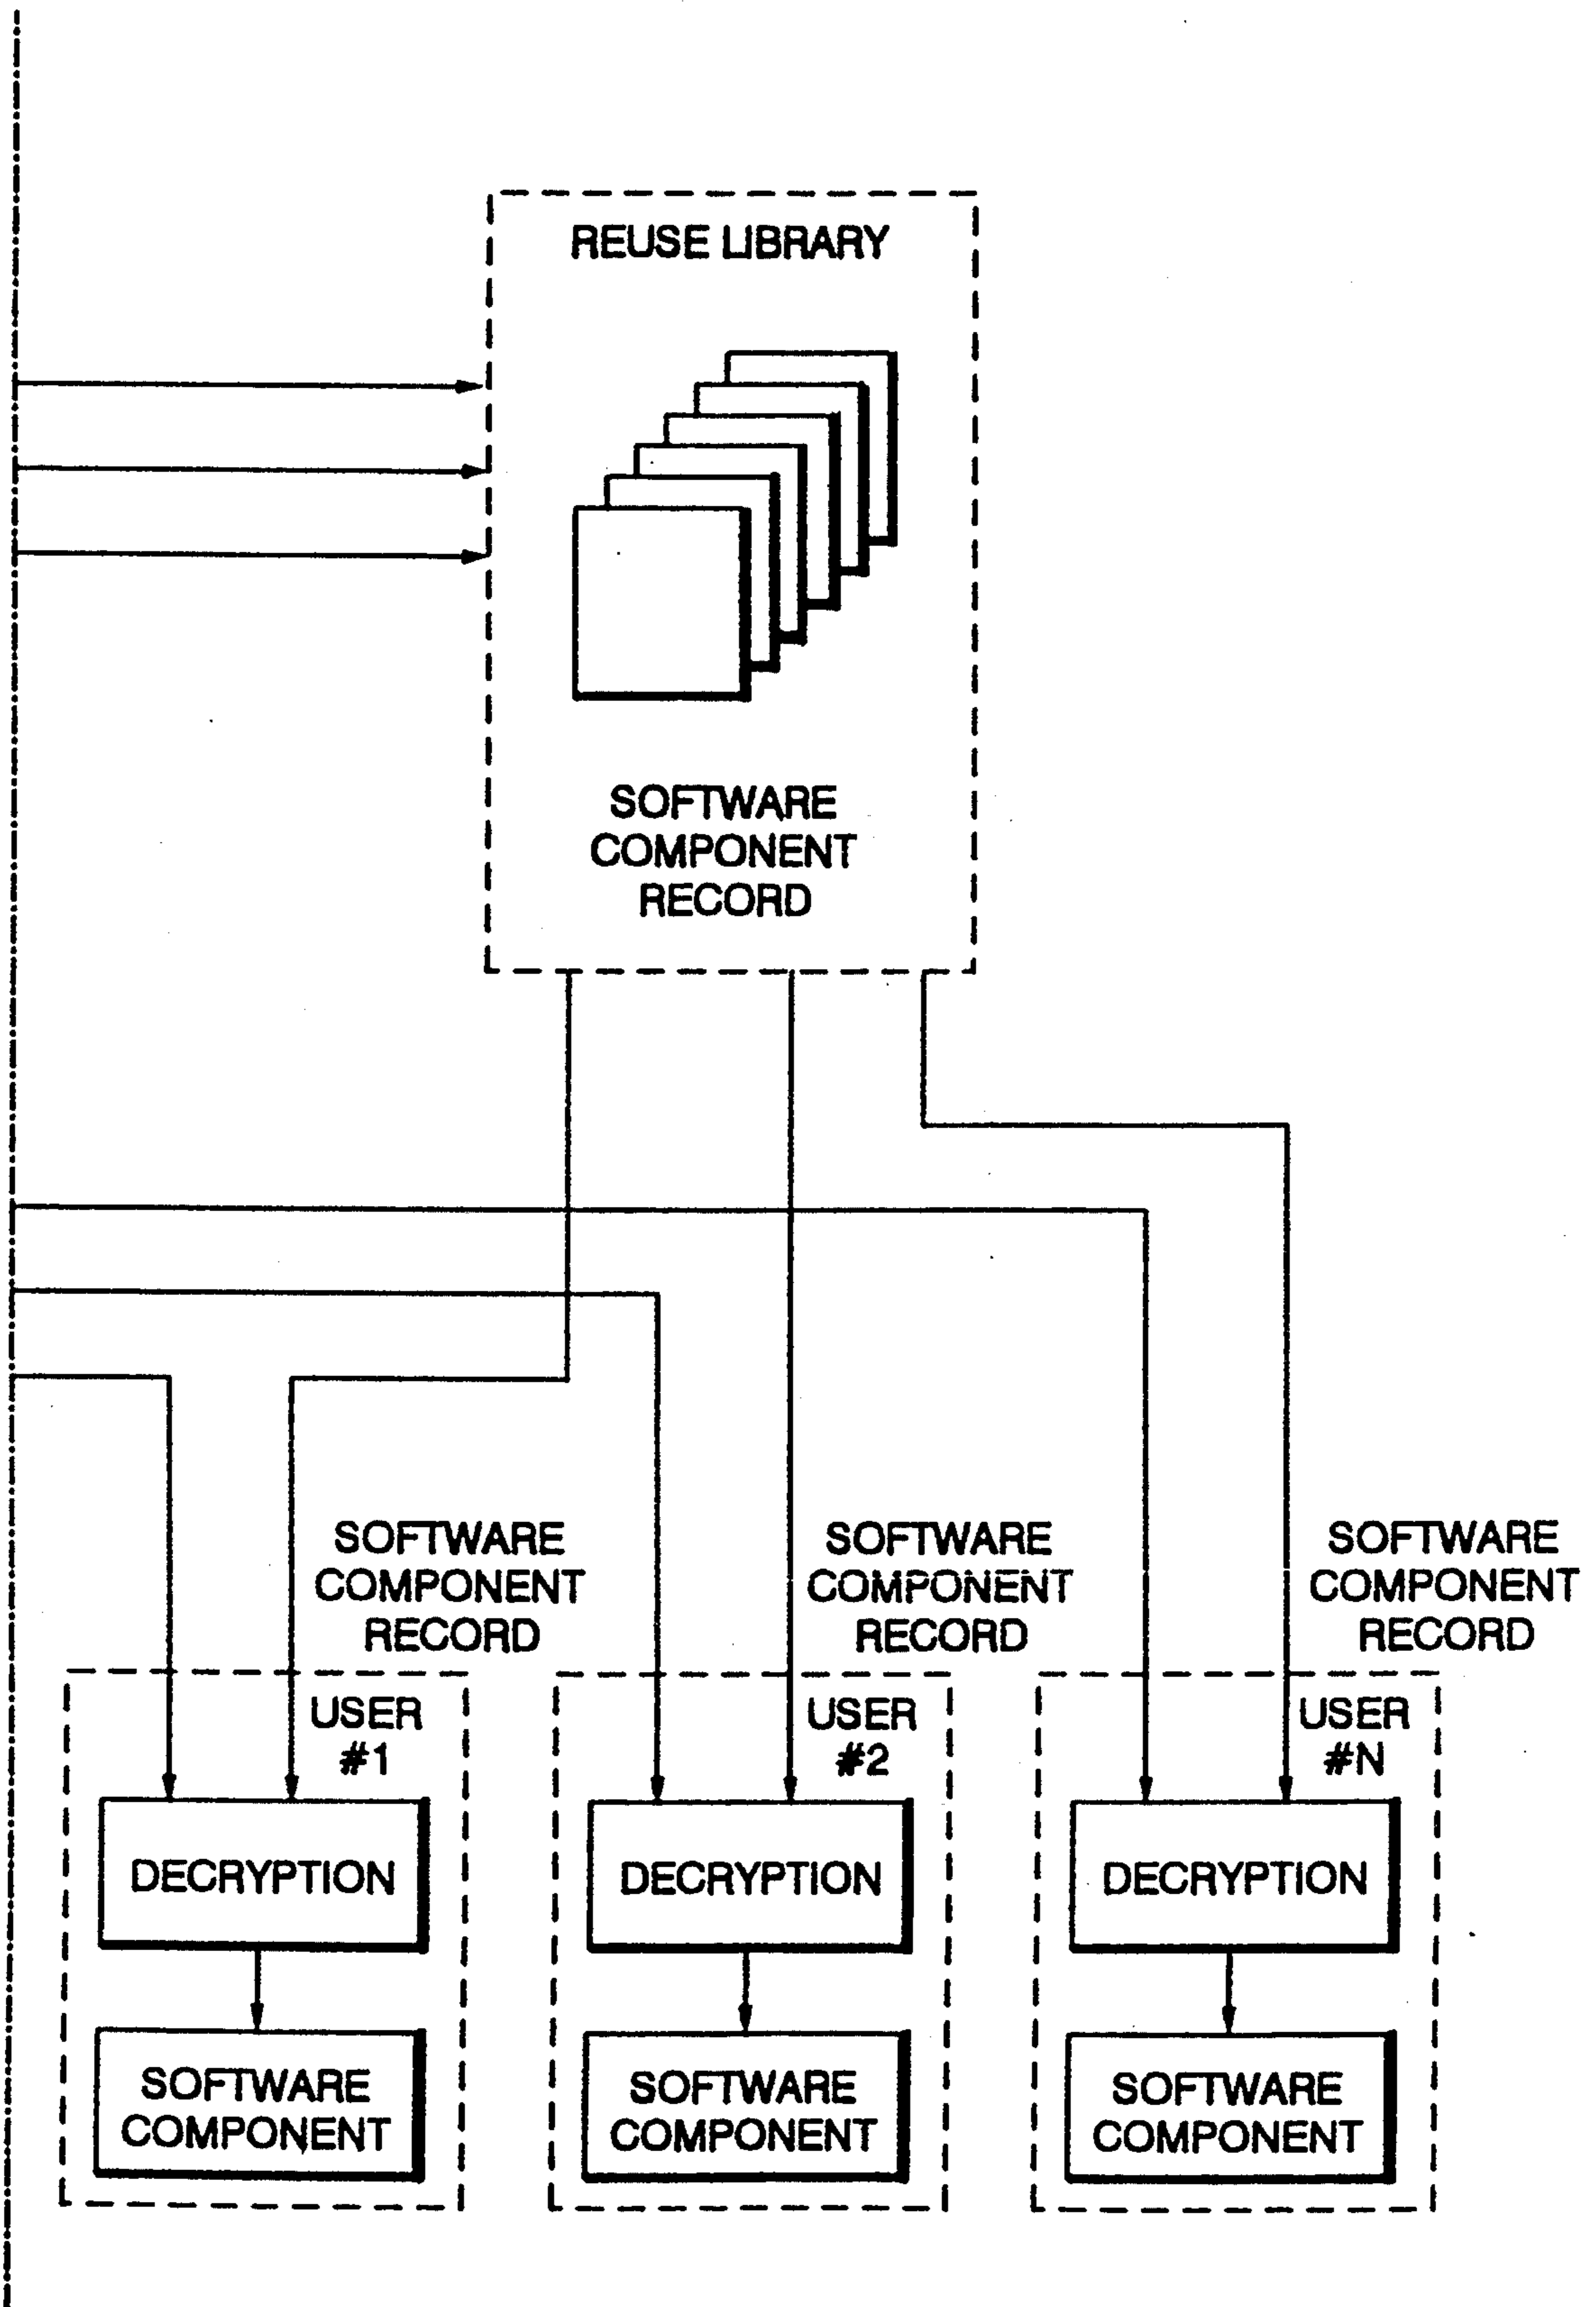 REUSE LIBRARY
SOFTWARE
COMPONENT
RECORD
SOFTWARE
COMPONENT
RECORD
SOFTWARE
COMPONENT
RECORD
SOFTWARE
COMPONENT
RECORD
USER
#1
USER
#2
USER
#N
DECRYPTION
DECRYPTION
DECRYPTION
SOFTWARE
COMPONENT
SOFTWARE
COMPONENT
SOFTWARE
COMPONENT